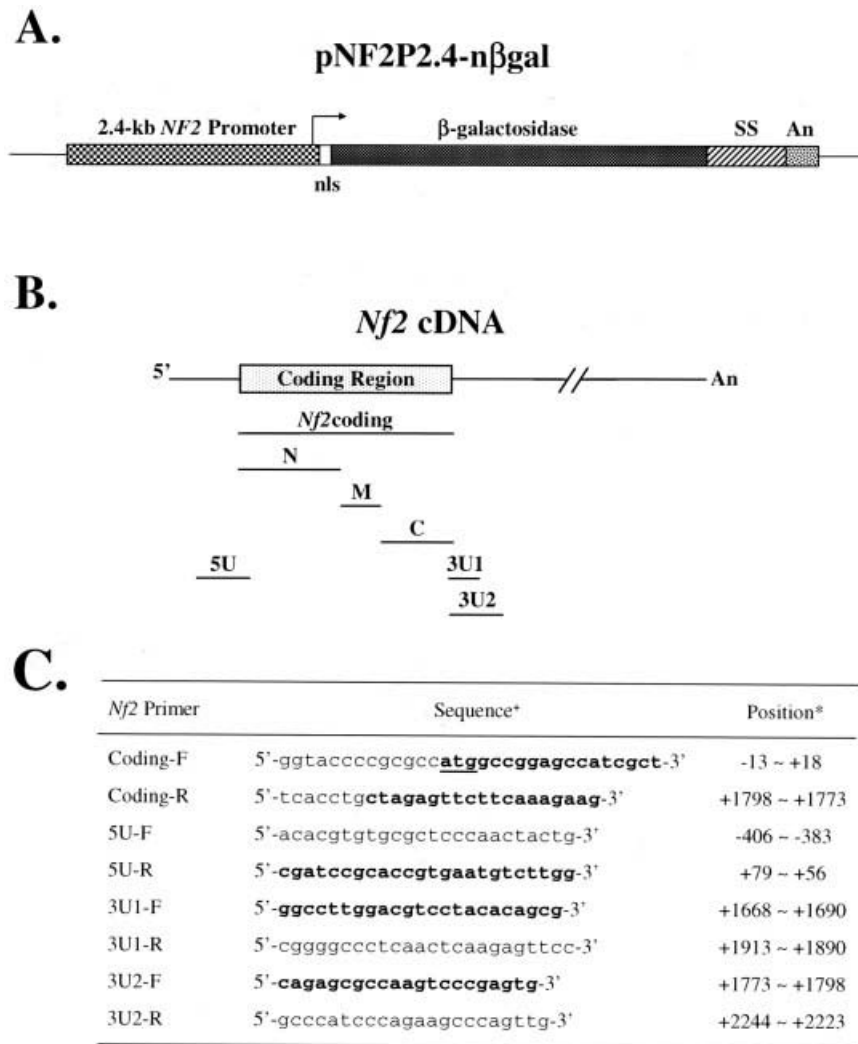 A.
pNF2P2.4-nβgal
2.4-kb NF2 Promoter β-galactosidase SS An
nls
B.
Nf2 cDNA
5' Coding Region An
Nf2coding
N
M
C
5U 3U1
3U2
C.
Nf2 Primer Sequence+ Position*
Coding-F 5'-ggtaccccgcgccatggccggagccatcgct-3' -13 ~ +18
Coding-R 5'-tcacctgctagagttcttcaaagaag-3' +1798 ~ +1773
5U-F 5'-acacgtgtgcgctcccaactactg-3' -406 ~ -383
5U-R 5'-cgatccgcaccgtgaatgtcttgg-3' +79 ~ +56
3U1-F 5'-ggccttggacgtcctacacagcg-3' +1668 ~ +1690
3U1-R 5'-cggggccctcaactcaagagttcc-3' +1913 ~ +1890
3U2-F 5'-cagagcgccaagtcccgagtg-3' +1773 ~ +1798
3U2-R 5'-gcccatcccagaagcccagttg-3' +2244 ~ +2223